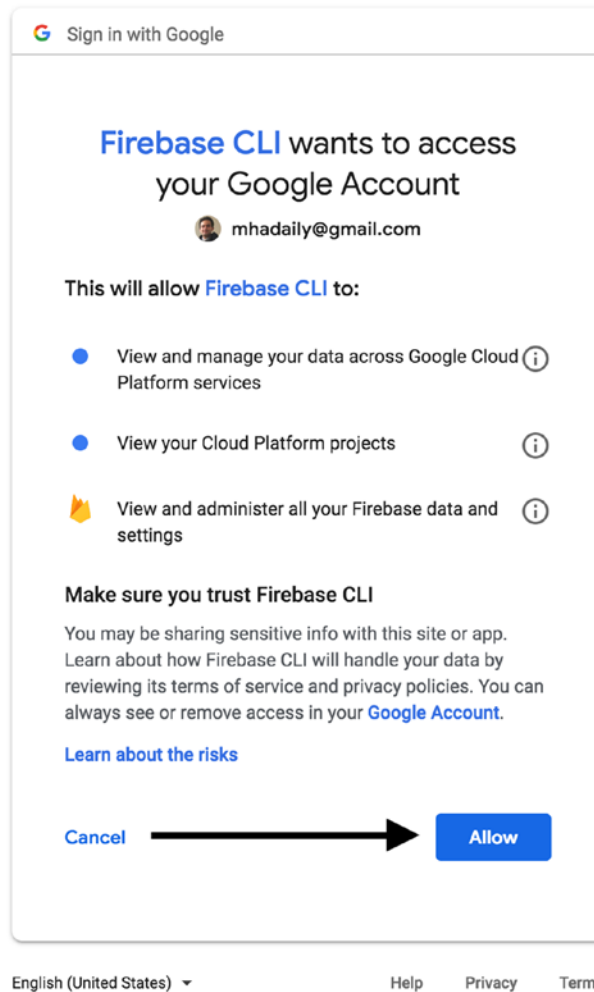 Sign in with Google
Firebase CLI wants to access
your Google Account
mhadaily@gmail.com
This will allow Firebase CLI to:
View and manage your data across Google Cloud
Platform services
View your Cloud Platform projects
View and administer all your Firebase data and
settings
Make sure you trust Firebase CLI
You may be sharing sensitive info with this site or app.
Learn about how Firebase CLI will handle your data by
reviewing its terms of service and privacy policies. You can
always see or remove access in your Google Account.
Learn about the risks
Cancel
Allow
English (United States)
Help Privacy Term